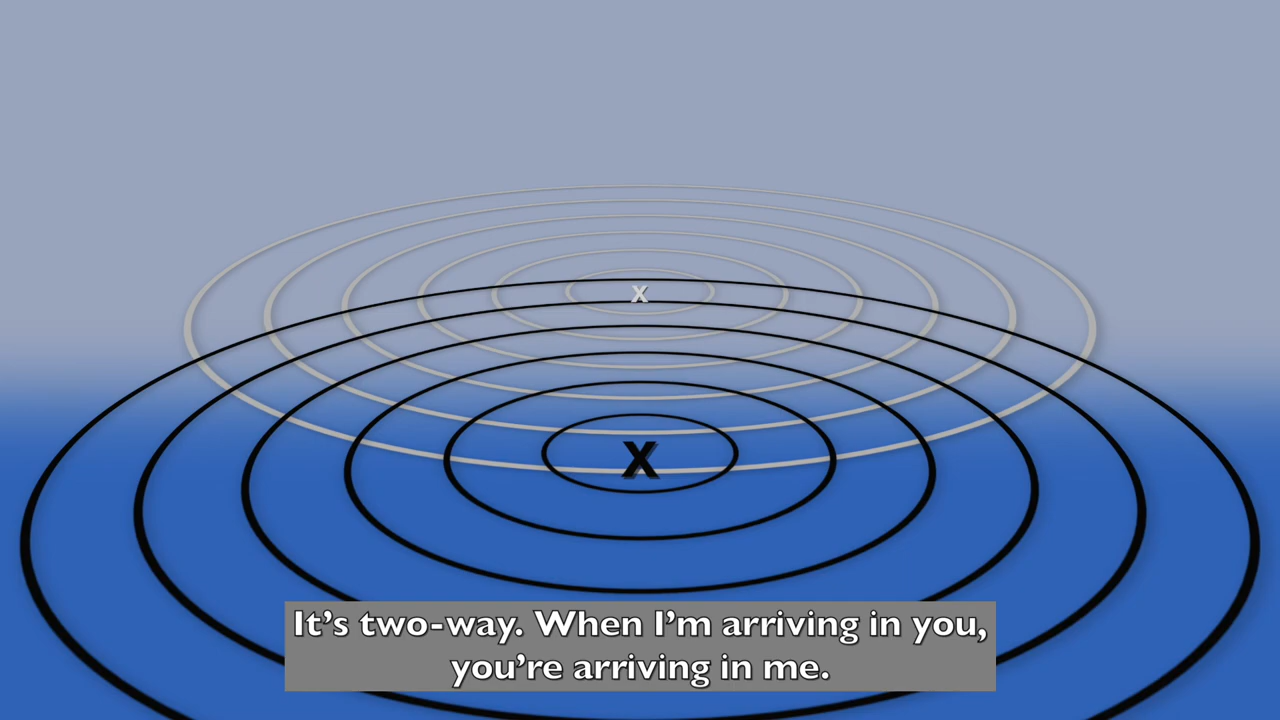 x
X
It's two-way. When I'm arriving in you,
you're arriving in me.